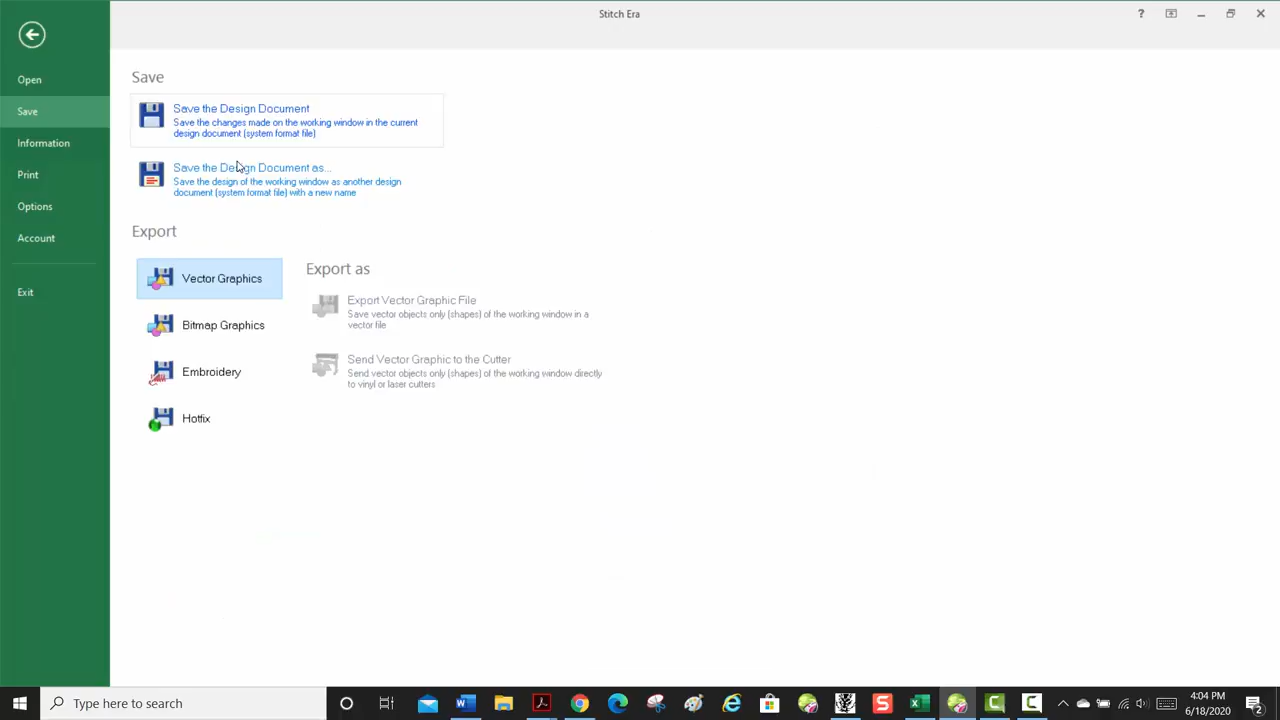 Stitch Era
?
Open
Save
Information
Print
Options
Account
Exit
Save
Save the Design Document
Save the changes made on the working window in the current
design document (system format file)
Save the Design Document as...
Save the design of the working window as another design
document (system format file) with a new name
Export
Vector Graphics
Bitmap Graphics
Embroidery
Hotfix
Export as
Export Vector Graphic File
Save vector objects only (shapes) of the working window in a
vector file
Send Vector Graphic to the Cutter
Send vector objects only (shapes) of the working window directly
to vinyl or laser cutters
Type here to search
4:04 PM
6/18/2020
2